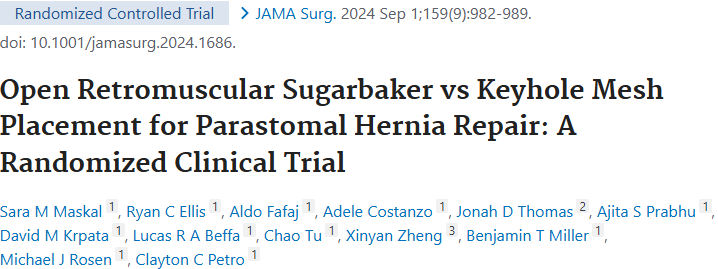 Randomized Controlled Trial > JAMA Surg. 2024 Sep 1;159(9):982-989.
doi: 10.1001/jamasurg.2024.1686.
Open Retromuscular Sugarbaker vs Keyhole Mesh
Placement for Parastomal Hernia Repair: A
Randomized Clinical Trial
Sara M Maskal 1, Ryan C Ellis 1, Aldo Fafaj 1, Adele Costanzo 1, Jonah D Thomas 2, Ajita S Prabhu 1,
David M Krpata 1, Lucas R A Beffa 1, Chao Tu 1, Xinyan Zheng 3, Benjamin T Miller 1,
Michael J Rosen 1, Clayton C Petro 1